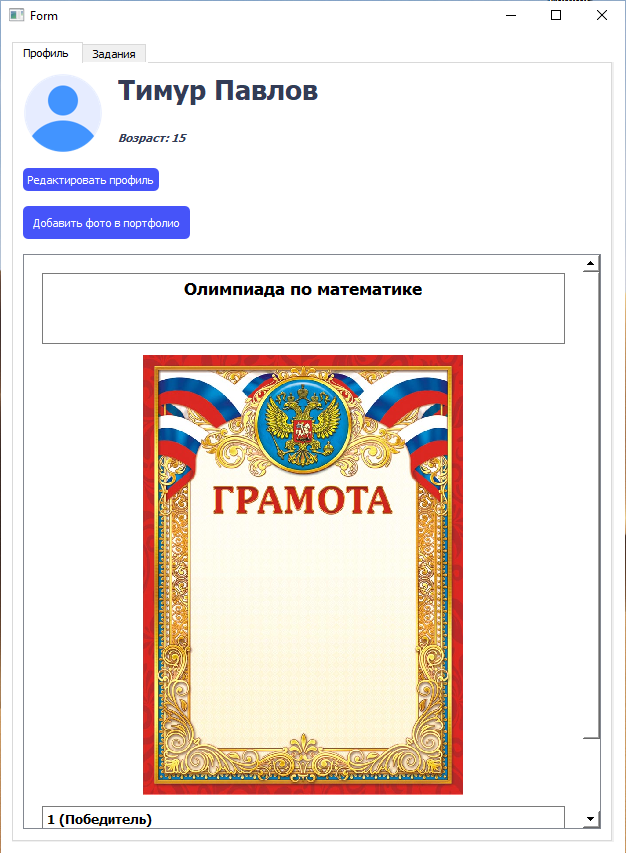 Form
Профиль
Задания
Тимур Павлов
Возраст: 15
Редактировать профиль
Добавить фото в портфолио
Олимпиада по математике
ГРАМОТА
1 (Победитель)